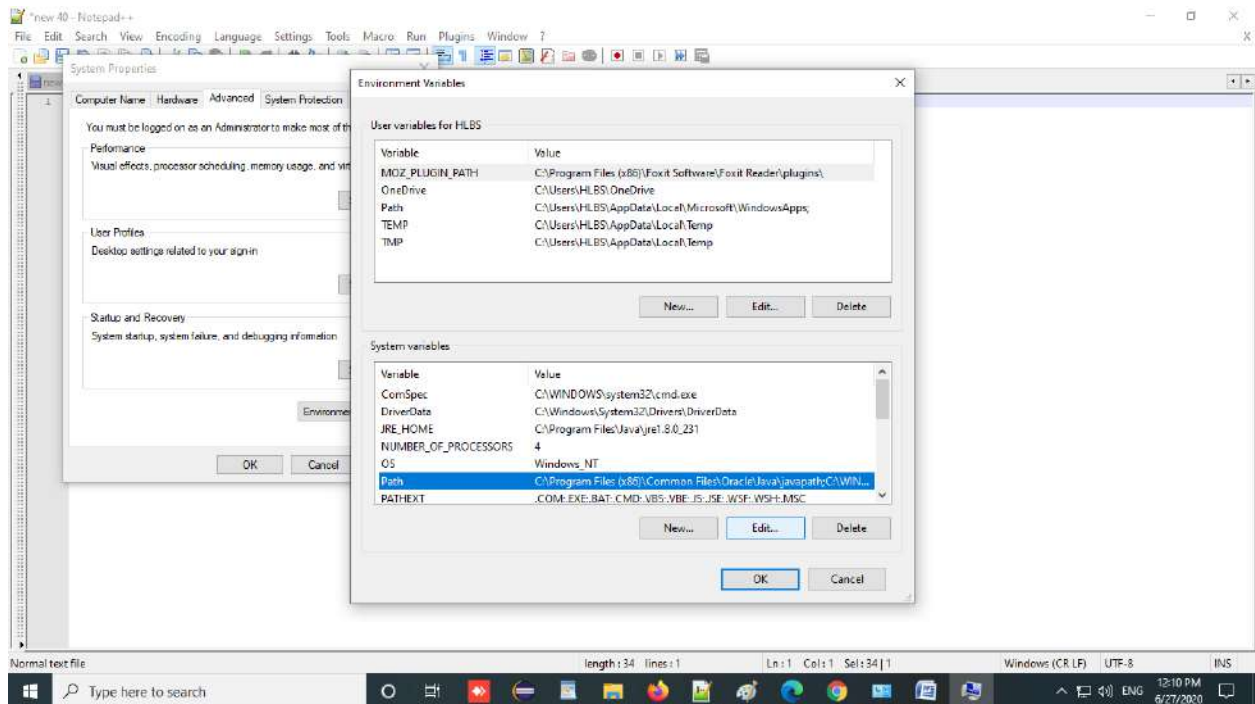 *new 40 - Notepad++
File Edit Search View Encoding Language Settings Tools Macro Run Plugins Window ?
X
System Properties
Computer Name Hardware Advanced System Protection
You must be logged on as an Administrator to make most of th
Performance
Visual effects, processor scheduling, memory usage, and virt
User Profiles
Desktop settings related to your sign-in
Startup and Recovery
System startup, system failure, and debugging information
Environme
OK Cancel
Environment Variables
User variables for HLBS
Variable Value
MOZ_PLUGIN_PATH C:\Program Files (x86)\Foxit Software\Foxit Reader\plugins\
OneDrive C:\Users\HLBS\OneDrive
Path C:\Users\HLBS\AppData\Local\Microsoft\WindowsApps;
TEMP C:\Users\HLBS\AppData\Local\Temp
TMP C:\Users\HLBS\AppData\Local\Temp
New... Edit... Delete
System variables
Variable Value
ComSpec C:\WINDOWS\system32\cmd.exe
DriverData C:\Windows\System32\Drivers\DriverData
JRE_HOME C:\Program Files\Java\jre1.8.0_231
NUMBER_OF_PROCESSORS 4
OS Windows_NT
Path C:\Program Files (x86)\Common Files\Oracle\Java\javapath;C:\WIN...
PATHEXT .COM;.EXE;.BAT;.CMD;.VBS;.VBE;.JS;.JSE;.WSF;.WSH;.MSC
New... Edit... Delete
OK Cancel
1
Normal text file length : 34 lines : 1 Ln : 1 Col : 1 Sel : 34 | 1 Windows (CR LF) UTF-8 INS
Type here to search
ENG
12:10 PM
6/27/2020